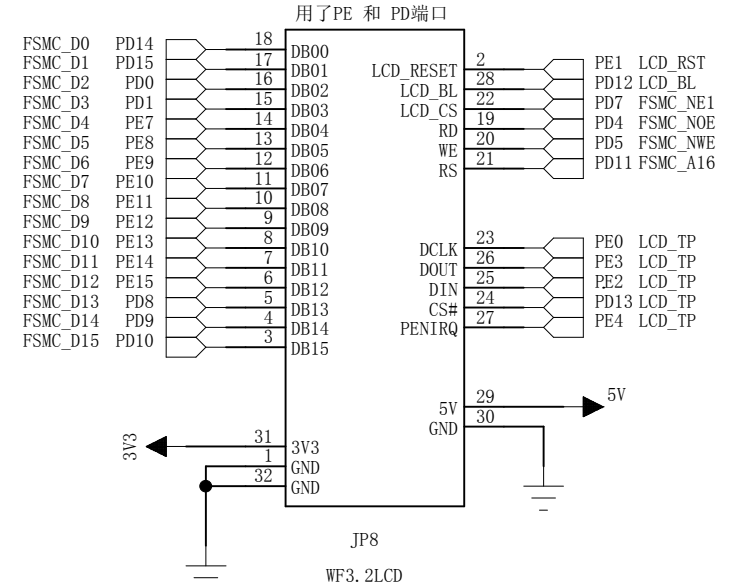 用了PE 和 PD端口
FSMC_D0 PD14 18 DB00
FSMC_D1 PD15 17 DB01
FSMC_D2 PD0 16 DB02
FSMC_D3 PD1 15 DB03
FSMC_D4 PE7 14 DB04
FSMC_D5 PE8 13 DB05
FSMC_D6 PE9 12 DB06
FSMC_D7 PE10 11 DB07
FSMC_D8 PE11 10 DB08
FSMC_D9 PE12 9 DB09
FSMC_D10 PE13 8 DB10
FSMC_D11 PE14 7 DB11
FSMC_D12 PE15 6 DB12
FSMC_D13 PD8 5 DB13
FSMC_D14 PD9 4 DB14
FSMC_D15 PD10 3 DB15
3V3 31 3V3
1 GND
32 GND
LCD_RESET 2 PE1 LCD_RST
LCD_BL 28 PD12 LCD_BL
LCD_CS 22 PD7 FSMC_NE1
RD 19 PD4 FSMC_NOE
WE 20 PD5 FSMC_NWE
RS 21 PD11 FSMC_A16
DCLK 23 PE0 LCD_TP
DOUT 26 PE3 LCD_TP
DIN 25 PE2 LCD_TP
CS# 24 PD13 LCD_TP
PENIRQ 27 PE4 LCD_TP
5V 29 5V
GND 30
JP8
WF3.2LCD